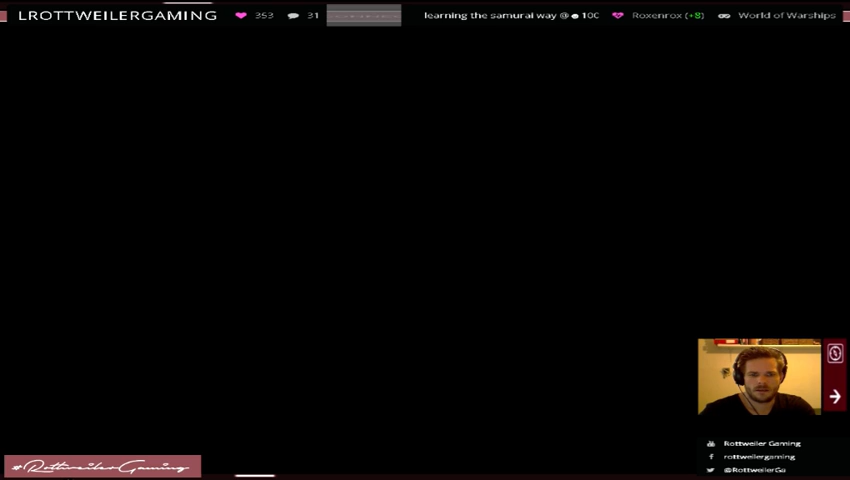 LROTTWEILERGAMING 353 31 learning the samurai way @ 100 Roxenrox (+8) World of Warships
Rottweiler Gaming
rottweilergaming
@RottweilerGa
#RottweilerGaming